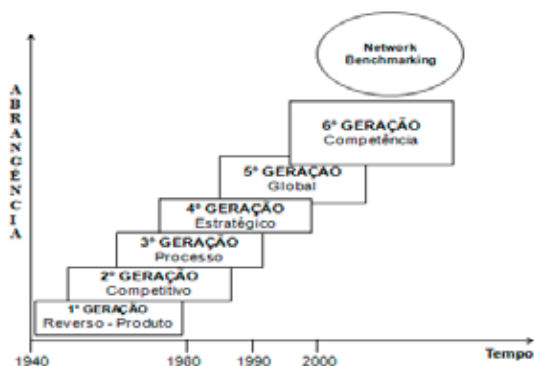 Network
Benchmarking
ABRANGÊNCIA
6ª GERAÇÃO
Competência
5ª GERAÇÃO
Global
4ª GERAÇÃO
Estratégico
3ª GERAÇÃO
Processo
2ª GERAÇÃO
Competitivo
1ª GERAÇÃO
Reverso - Produto
1940 1980 1990 2000 Tempo